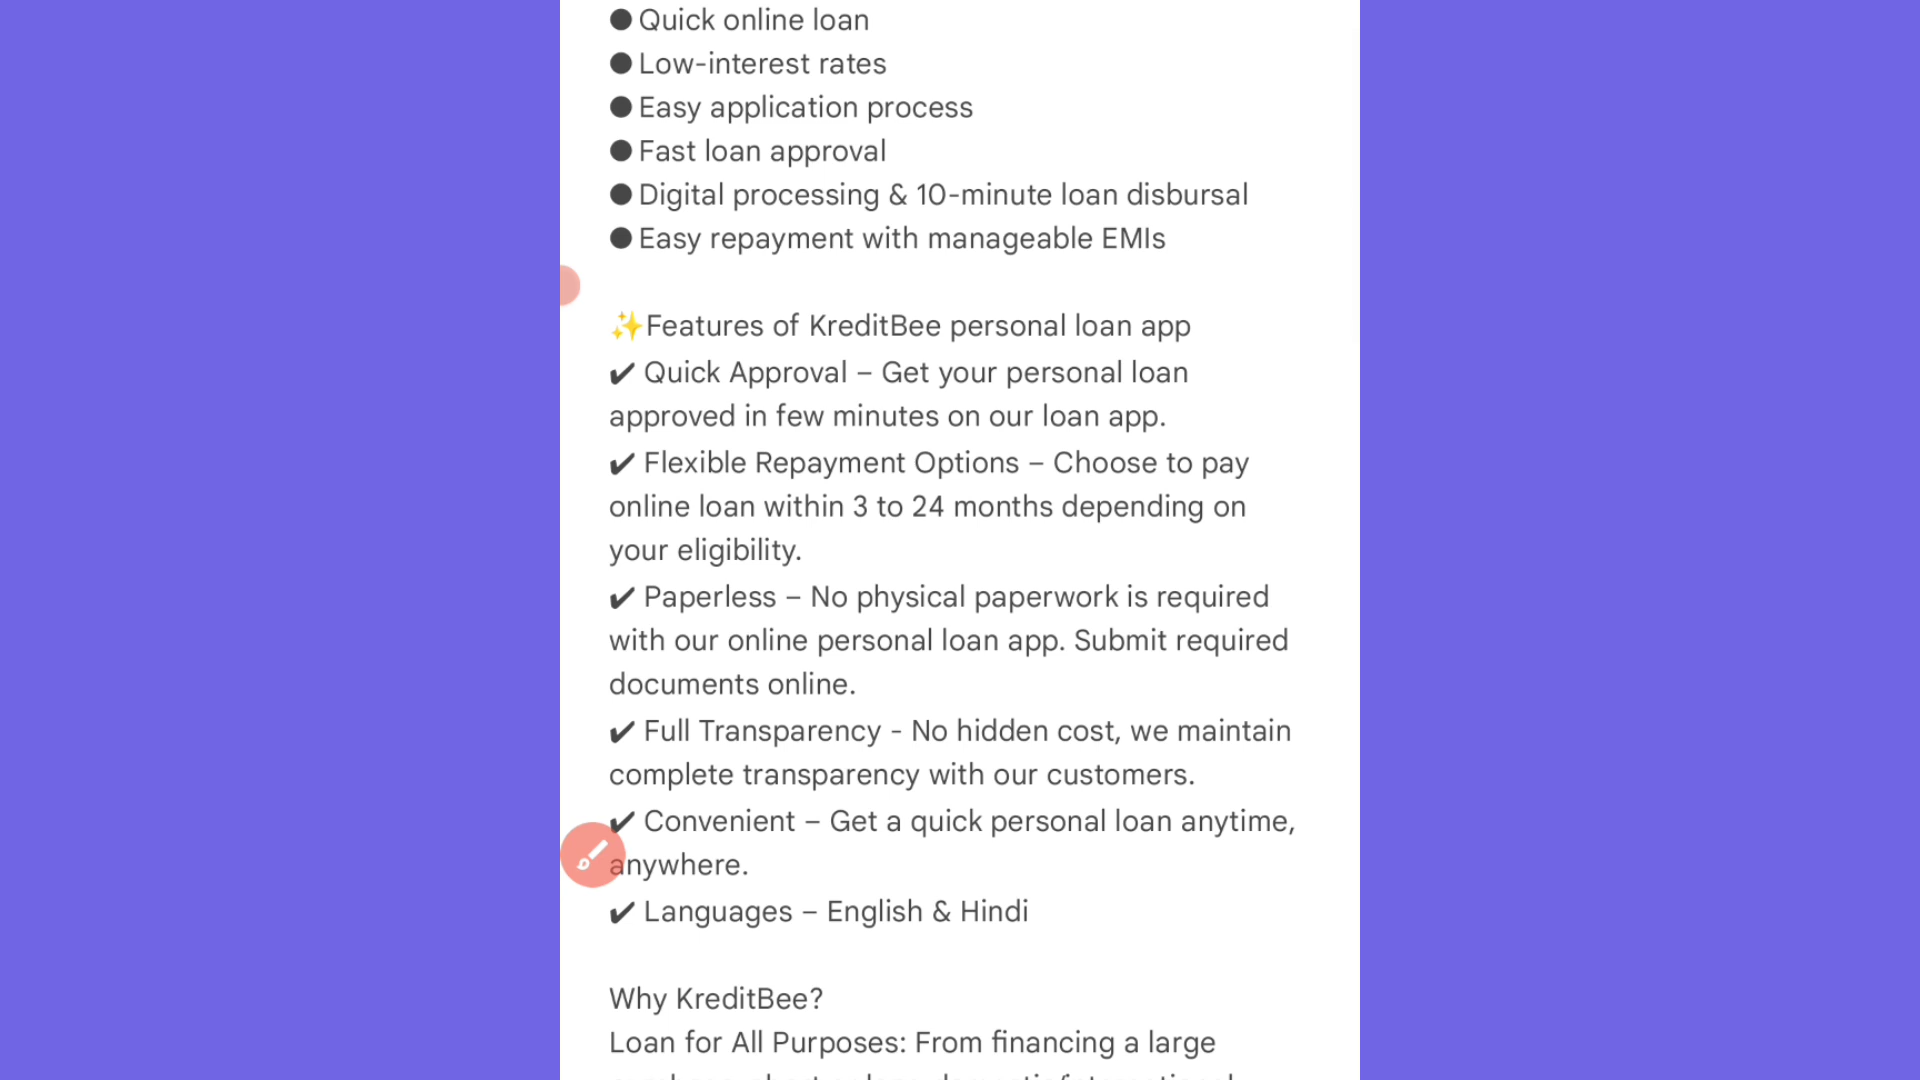 ● Quick online loan
● Low-interest rates
● Easy application process
● Fast loan approval
● Digital processing & 10-minute loan disbursal
● Easy repayment with manageable EMIs
✨Features of KreditBee personal loan app
✔ Quick Approval – Get your personal loan
approved in few minutes on our loan app.
✔ Flexible Repayment Options – Choose to pay
online loan within 3 to 24 months depending on
your eligibility.
✔ Paperless – No physical paperwork is required
with our online personal loan app. Submit required
documents online.
✔ Full Transparency - No hidden cost, we maintain
complete transparency with our customers.
✔ Convenient – Get a quick personal loan anytime,
anywhere.
✔ Languages – English & Hindi
Why KreditBee?
Loan for All Purposes: From financing a large